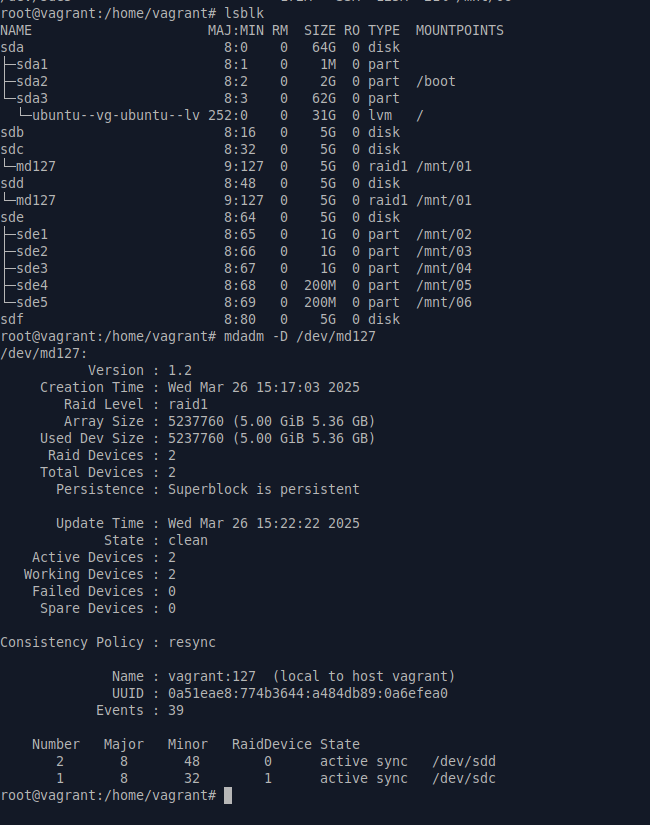 root@vagrant:/home/vagrant# lsblk
NAME                      MAJ:MIN RM  SIZE RO TYPE  MOUNTPOINTS
sda                         8:0    0   64G  0 disk
├─sda1                      8:1    0    1M  0 part
├─sda2                      8:2    0    2G  0 part  /boot
└─sda3                      8:3    0   62G  0 part
  └─ubuntu--vg-ubuntu--lv 252:0    0   31G  0 lvm   /
sdb                         8:16   0    5G  0 disk
sdc                         8:32   0    5G  0 disk
└─md127                     9:127  0    5G  0 raid1 /mnt/01
sdd                         8:48   0    5G  0 disk
└─md127                     9:127  0    5G  0 raid1 /mnt/01
sde                         8:64   0    5G  0 disk
├─sde1                      8:65   0    1G  0 part  /mnt/02
├─sde2                      8:66   0    1G  0 part  /mnt/03
├─sde3                      8:67   0    1G  0 part  /mnt/04
├─sde4                      8:68   0  200M  0 part  /mnt/05
└─sde5                      8:69   0  200M  0 part  /mnt/06
sdf                         8:80   0    5G  0 disk
root@vagrant:/home/vagrant# mdadm -D /dev/md127
/dev/md127:
           Version : 1.2
     Creation Time : Wed Mar 26 15:17:03 2025
        Raid Level : raid1
        Array Size : 5237760 (5.00 GiB 5.36 GB)
     Used Dev Size : 5237760 (5.00 GiB 5.36 GB)
      Raid Devices : 2
     Total Devices : 2
       Persistence : Superblock is persistent

       Update Time : Wed Mar 26 15:22:22 2025
             State : clean
    Active Devices : 2
   Working Devices : 2
    Failed Devices : 0
     Spare Devices : 0

Consistency Policy : resync

              Name : vagrant:127  (local to host vagrant)
              UUID : 0a51eae8:774b3644:a484db89:0a6efea0
            Events : 39

    Number   Major   Minor   RaidDevice State
       2       8       48        0      active sync   /dev/sdd
       1       8       32        1      active sync   /dev/sdc
root@vagrant:/home/vagrant#